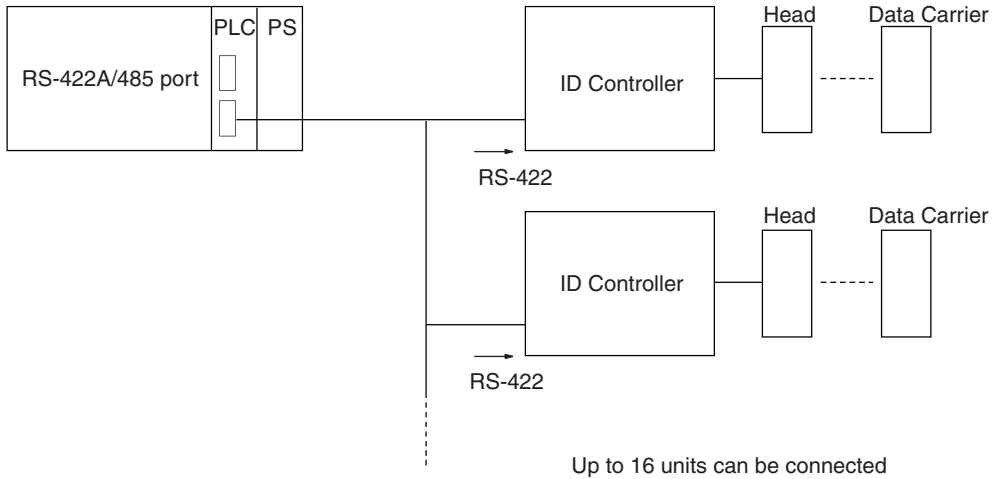 PLC PS
RS-422A/485 port
ID Controller
Head
Data Carrier
RS-422
ID Controller
Head
Data Carrier
RS-422
Up to 16 units can be connected